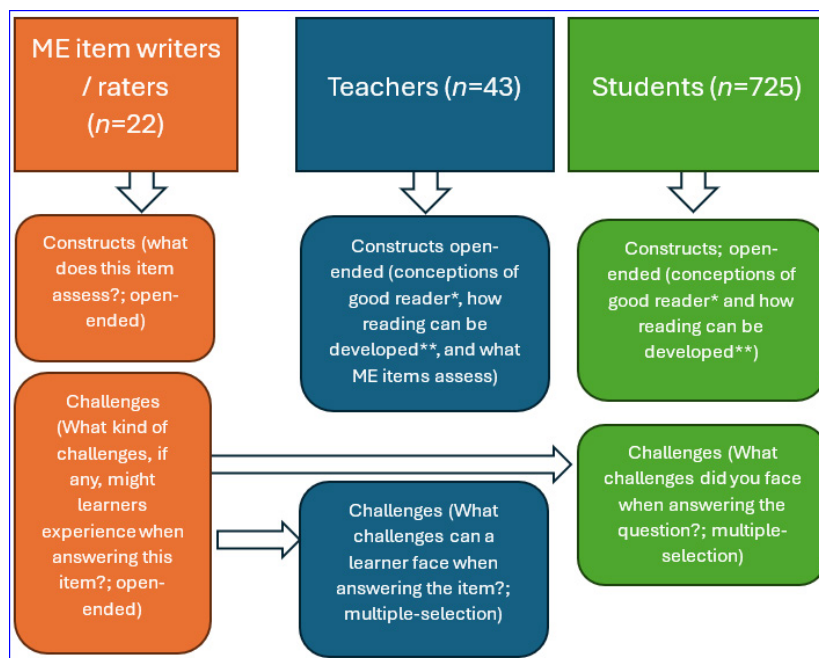 ME item writers
/ raters
(n=22)
Teachers (n=43)
Students (n=725)
Constructs (what
does this item
assess?; open-
ended)
Constructs open-
ended (conceptions of
good reader*, how
reading can be
developed**, and what
ME items assess)
Constructs; open-
ended (conceptions of
good reader* and how
reading can be
developed**)
Challenges
(What kind of
challenges, if
any, might
learners
experience when
answering this
item?; open-
ended)
Challenges (What
challenges can a
learner face when
answering the item?;
multiple-selection)
Challenges (What
challenges did you face
when answering the
question?; multiple-
selection)